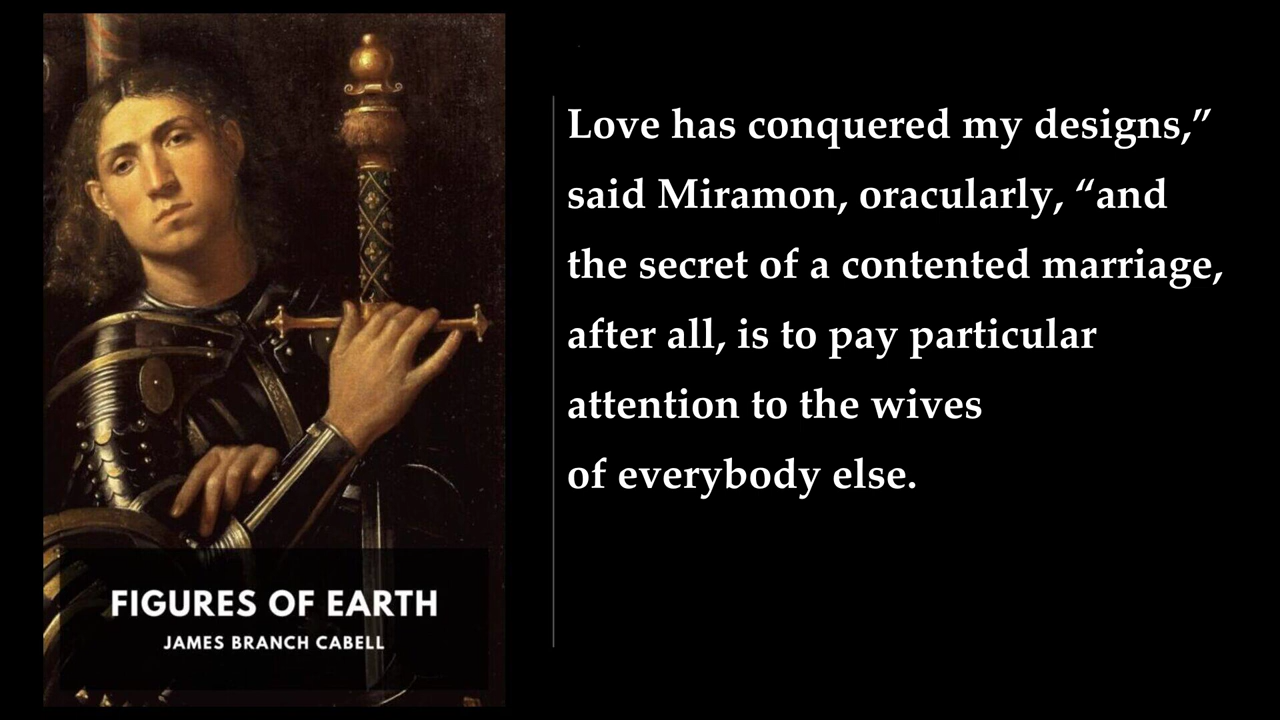 FIGURES OF EARTH
JAMES BRANCH CABELL
Love has conquered my designs,”
said Miramon, oracularly, “and
the secret of a contented marriage,
after all, is to pay particular
attention to the wives
of everybody else.